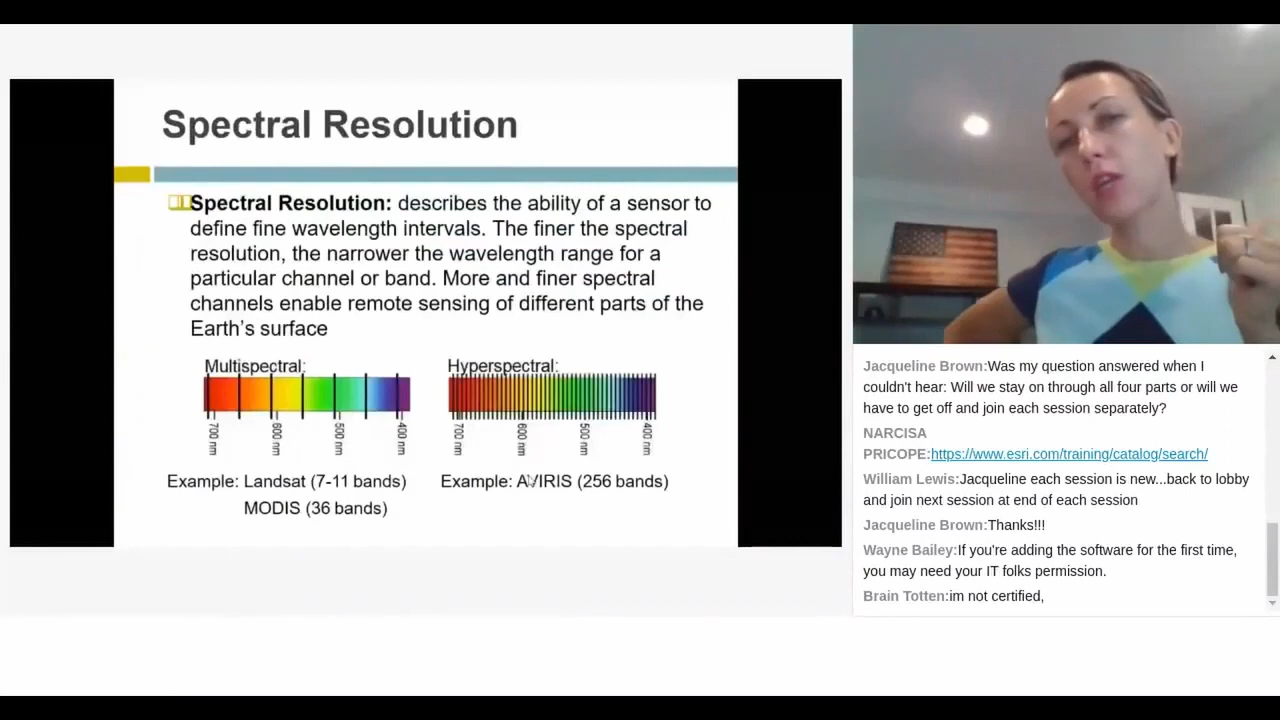 Spectral Resolution
Spectral Resolution: describes the ability of a sensor to
define fine wavelength intervals. The finer the spectral
resolution, the narrower the wavelength range for a
particular channel or band. More and finer spectral
channels enable remote sensing of different parts of the
Earth's surface
Multispectral:
700 nm
600 nm
500 nm
400 nm
Hyperspectral:
700 nm
600 nm
500 nm
400 nm
Example: Landsat (7-11 bands)
MODIS (36 bands)
Example: AVIRIS (256 bands)
Jacqueline Brown:Was my question answered when I
couldn't hear: Will we stay on through all four parts or will we
have to get off and join each session separately?
NARCISA
PRICOPE:https://www.esri.com/training/catalog/search/
William Lewis:Jacqueline each session is new...back to lobby
and join next session at end of each session
Jacqueline Brown:Thanks!!!
Wayne Bailey:If you're adding the software for the first time,
you may need your IT folks permission.
Brain Totten:im not certified,